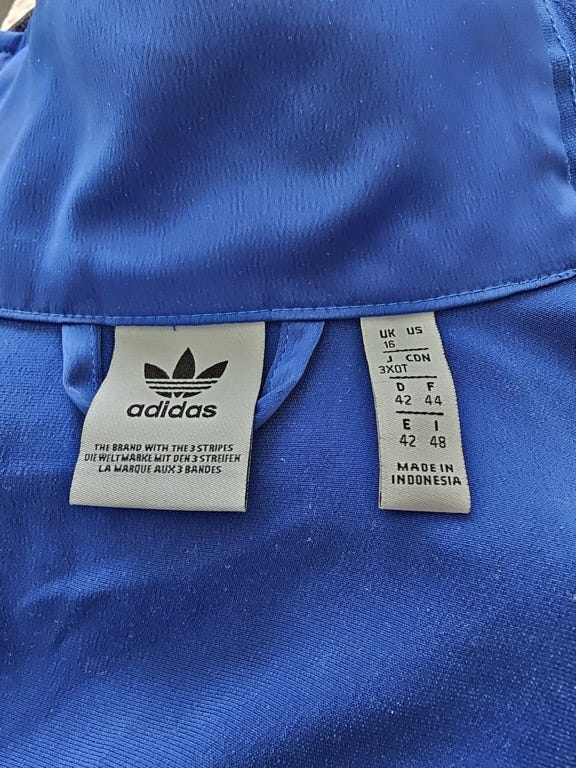 adidas
THE BRAND WITH THE 3 STRIPES
DIE WELTMARKE MIT DEN 3 STREIFEN
LA MARQUE AUX 3 BANDES
UK US
16
J CDN
3XOT
D F
42 44
E I
42 48
MADE IN
INDONESIA